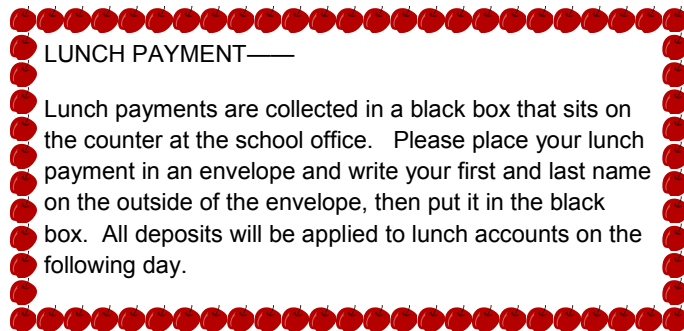 LUNCH PAYMENT——
Lunch payments are collected in a black box that sits on
the counter at the school office.   Please place your lunch
payment in an envelope and write your first and last name
on the outside of the envelope, then put it in the black
box.  All deposits will be applied to lunch accounts on the
following day.